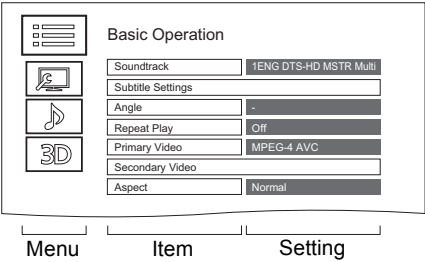 Basic Operation
Soundtrack 1ENG DTS-HD MSTR Multi
Subtitle Settings
Angle -
Repeat Play Off
Primary Video MPEG-4 AVC
Secondary Video
Aspect Normal
3D
Menu Item Setting